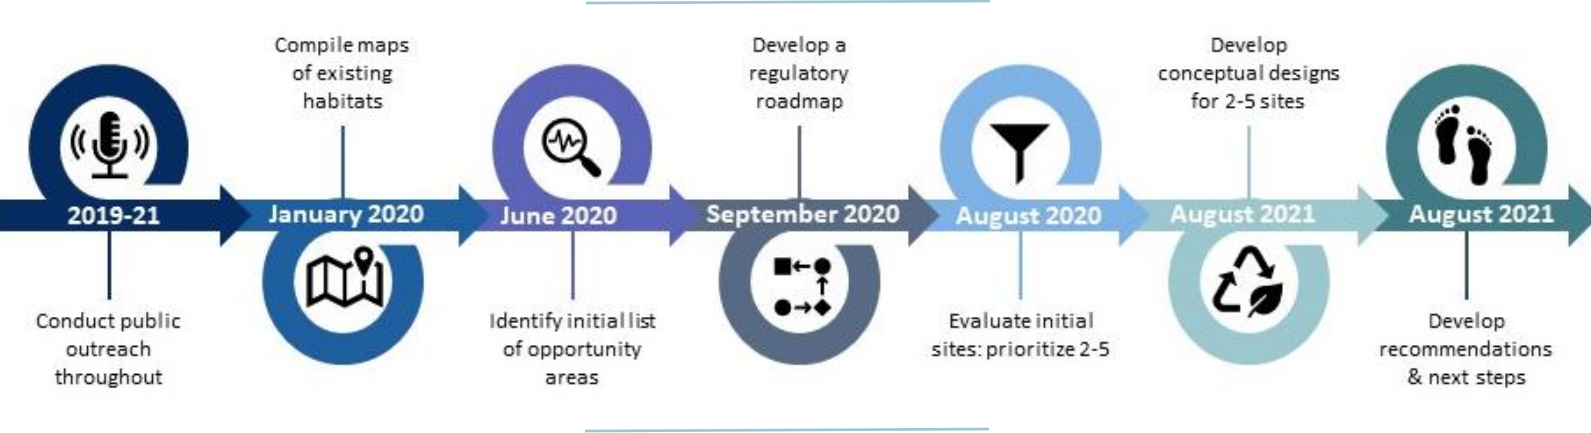 2019-21
Conduct public
outreach
throughout
Compile maps
of existing
habitats
January 2020
June 2020
Identify initial list
of opportunity
areas
Develop a
regulatory
roadmap
September 2020
August 2020
Evaluate initial
sites: prioritize 2-5
Develop
conceptual designs
for 2-5 sites
August 2021
August 2021
Develop
recommendations
& next steps